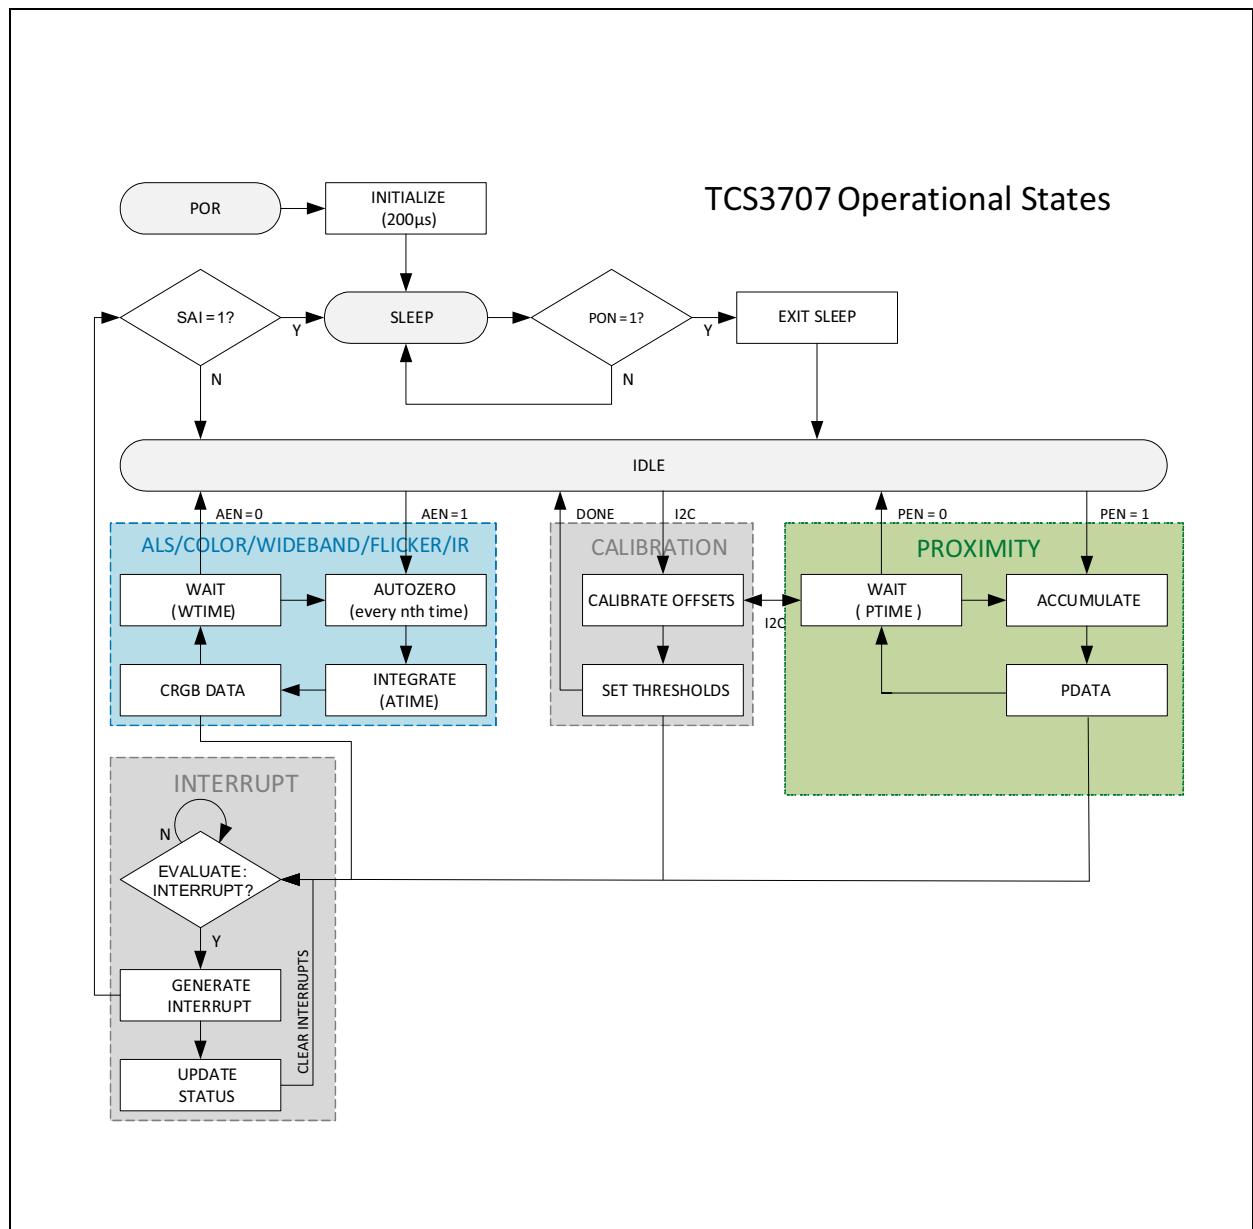 TCS3707 Operational States
POR
INITIALIZE
(200µs)
SAI = 1?
Y
N
SLEEP
PON = 1?
Y
N
EXIT SLEEP
IDLE
AEN = 0
AEN = 1
DONE
I2C
PEN = 0
PEN = 1
ALS/COLOR/WIDEBAND/FLICKER/IR
WAIT
(WTIME)
AUTOZERO
(every nth time)
CRGB DATA
INTEGRATE
(ATIME)
CALIBRATION
CALIBRATE OFFSETS
I2C
SET THRESHOLDS
PROXIMITY
WAIT
( PTIME )
ACCUMULATE
PDATA
INTERRUPT
N
EVALUATE:
INTERRUPT?
Y
GENERATE
INTERRUPT
CLEAR INTERRUPTS
UPDATE
STATUS